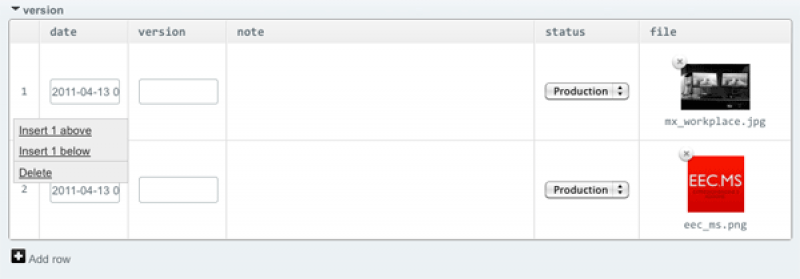 version
date version note status file
1 2011-04-13 0 Production
mx_workplace.jpg
Insert 1 above
Insert 1 below
Delete
2 2011-04-13 0 Production
EEC.MS
eec_ms.png
Add row